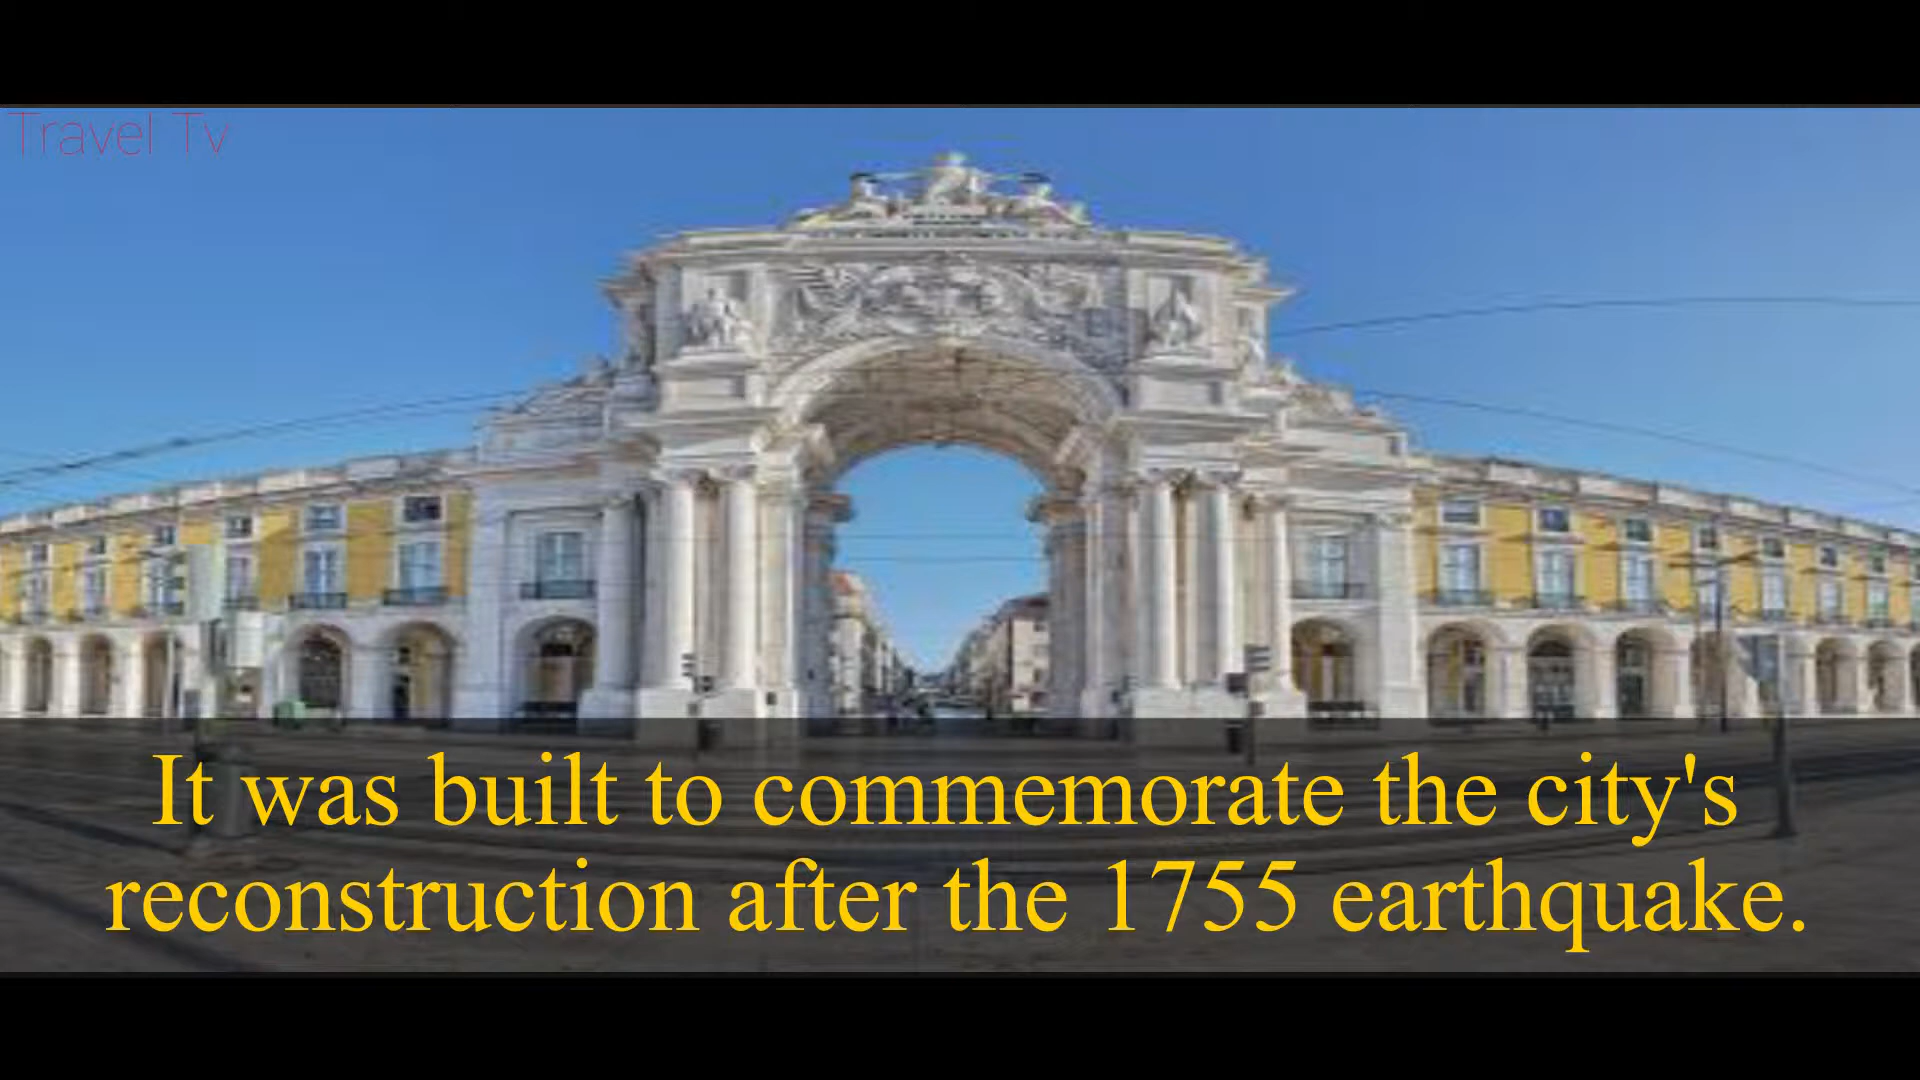 Travel Tv
It was built to commemorate the city's
reconstruction after the 1755 earthquake.